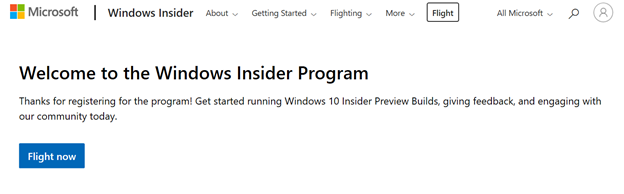 Microsoft | Windows Insider About Getting Started Flighting More Flight All Microsoft
Welcome to the Windows Insider Program
Thanks for registering for the program! Get started running Windows 10 Insider Preview Builds, giving feedback, and engaging with
our community today.
Flight now